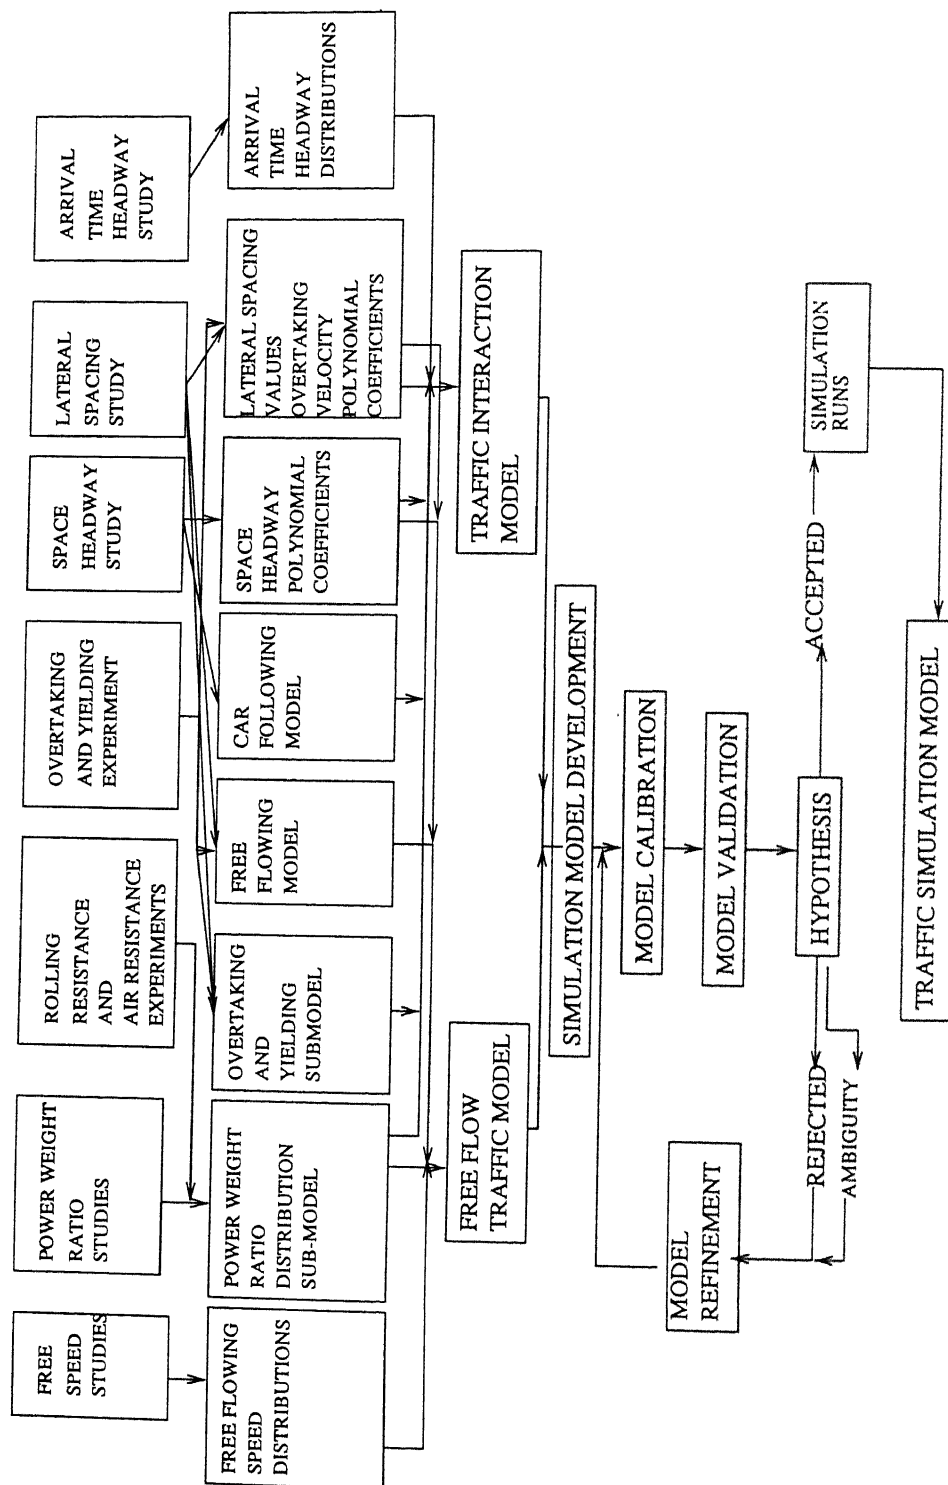 FREE
SPEED
STUDIES
POWER WEIGHT
RATIO
STUDIES
ROLLING
RESISTANCE
AND
AIR RESISTANCE
EXPERIMENTS
OVERTAKING
AND YIELDING
EXPERIMENT
SPACE
HEADWAY
STUDY
LATERAL
SPACING
STUDY
ARRIVAL
TIME
HEADWAY
STUDY
FREE FLOWING
SPEED
DISTRIBUTIONS
POWER WEIGHT
RATIO
DISTRIBUTION
SUB-MODEL
OVERTAKING
AND
YIELDING
SUBMODEL
FREE
FLOWING
MODEL
CAR
FOLLOWING
MODEL
SPACE
HEADWAY
POLYNOMIAL
COEFFICIENTS
LATERAL SPACING
VALUES
OVERTAKING
VELOCITY
POLYNOMIAL
COEFFICIENTS
ARRIVAL
TIME
HEADWAY
DISTRIBUTIONS
FREE FLOW
TRAFFIC MODEL
TRAFFIC INTERACTION
MODEL
SIMULATION MODEL DEVELOPMENT
MODEL CALIBRATION
MODEL VALIDATION
HYPOTHESIS
MODEL
REFINEMENT
REJECTED
AMBIGUITY
ACCEPTED
SIMULATION
RUNS
TRAFFIC SIMULATION MODEL